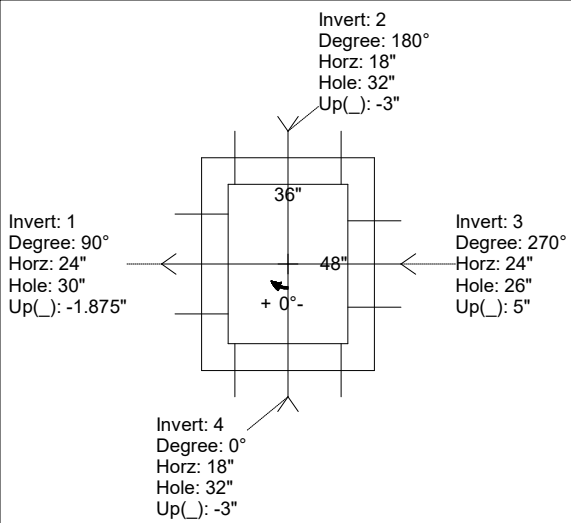 Invert: 2
Degree: 180°
Horz: 18"
Hole: 32"
Up(_): -3"
36"
Invert: 1
Degree: 90°
Horz: 24"
Hole: 30"
Up(_): -1.875"
48"
Invert: 3
Degree: 270°
Horz: 24"
Hole: 26"
Up(_): 5"
+ 0°-
Invert: 4
Degree: 0°
Horz: 18"
Hole: 32"
Up(_): -3"